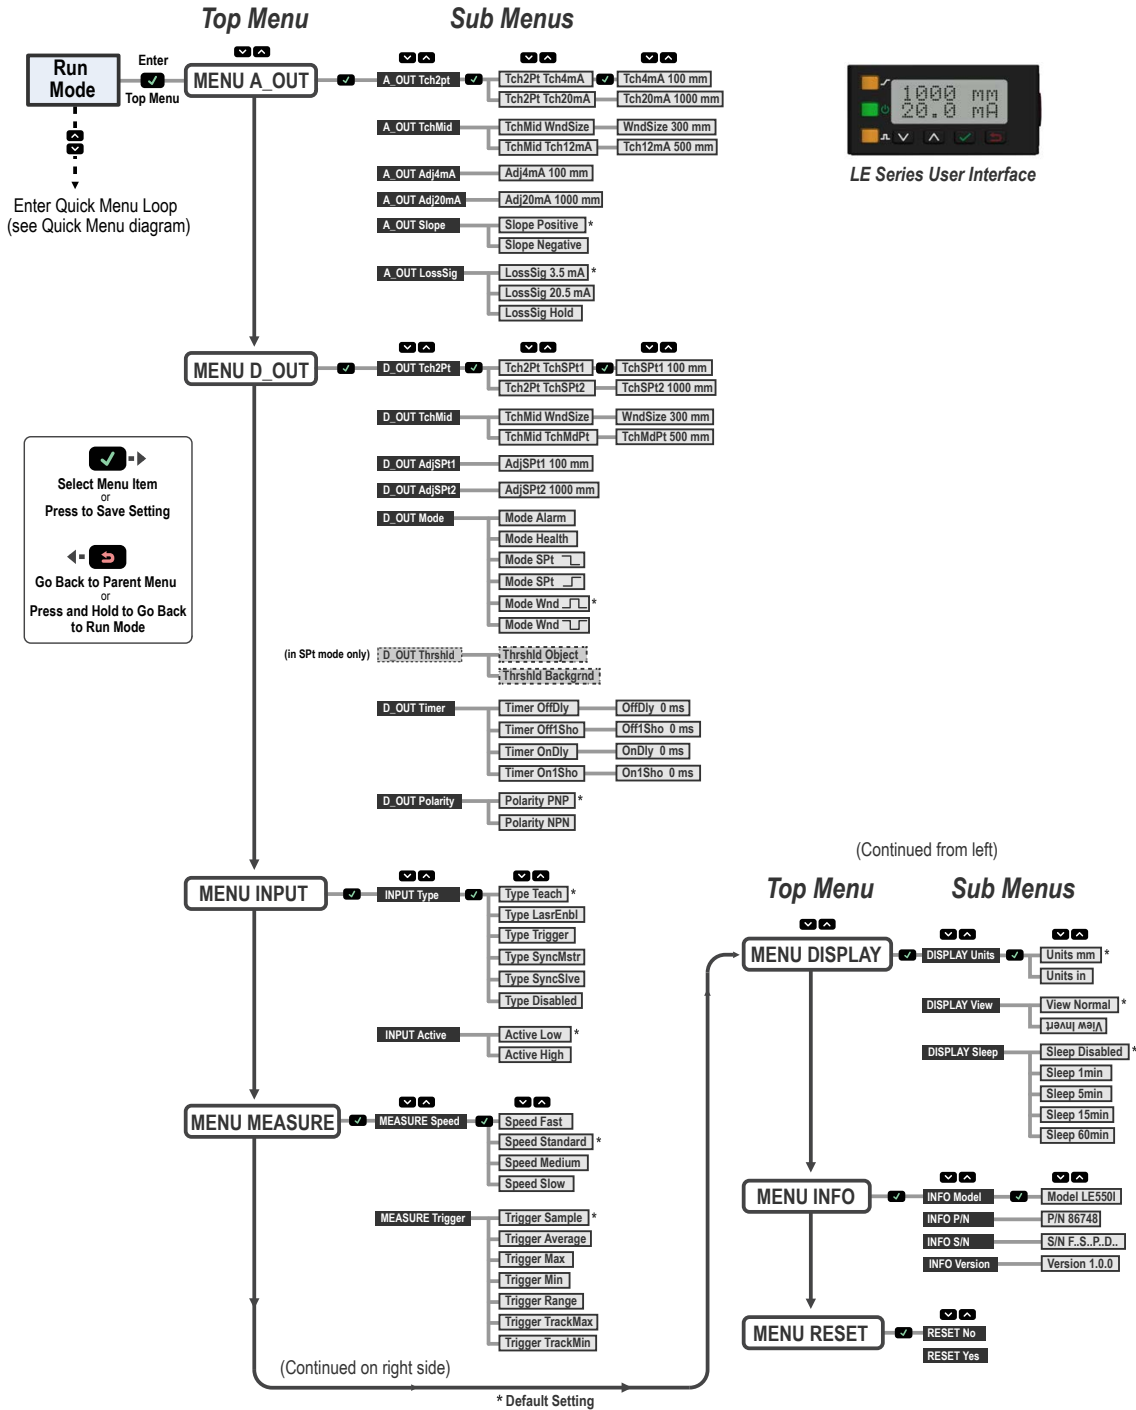 Top Menu
Sub Menus
Run
Mode
Enter
Top Menu
Enter Quick Menu Loop
(see Quick Menu diagram)
MENU A_OUT
A_OUT Tch2pt
Tch2Pt Tch4mA
Tch4mA 100 mm
Tch2Pt Tch20mA
Tch20mA 1000 mm
A_OUT TchMid
TchMid WndSize
WndSize 300 mm
TchMid Tch12mA
Tch12mA 500 mm
A_OUT Adj4mA
Adj4mA 100 mm
A_OUT Adj20mA
Adj20mA 1000 mm
A_OUT Slope
Slope Positive *
Slope Negative
A_OUT LossSig
LossSig 3.5 mA *
LossSig 20.5 mA
LossSig Hold
1000 mm
20.0 mA
LE Series User Interface
MENU D_OUT
D_OUT Tch2Pt
Tch2Pt TchSPt1
TchSPt1 100 mm
Tch2Pt TchSPt2
TchSPt2 1000 mm
D_OUT TchMid
TchMid WndSize
WndSize 300 mm
TchMid TchMdPt
TchMdPt 500 mm
D_OUT AdjSPt1
AdjSPt1 100 mm
D_OUT AdjSPt2
AdjSPt2 1000 mm
D_OUT Mode
Mode Alarm
Mode Health
Mode SPt
Mode SPt
Mode Wnd *
Mode Wnd
(in SPt mode only)
D_OUT Thrshld
Thrshld Object
Thrshld Backgrnd
D_OUT Timer
Timer OffDly
OffDly 0 ms
Timer Off1Sho
Off1Sho 0 ms
Timer OnDly
OnDly 0 ms
Timer On1Sho
On1Sho 0 ms
D_OUT Polarity
Polarity PNP *
Polarity NPN
Select Menu Item
or
Press to Save Setting
Go Back to Parent Menu
or
Press and Hold to Go Back
to Run Mode
MENU INPUT
INPUT Type
Type Teach *
Type LasrEnbl
Type Trigger
Type SyncMstr
Type SyncSlve
Type Disabled
INPUT Active
Active Low *
Active High
MENU MEASURE
MEASURE Speed
Speed Fast
Speed Standard *
Speed Medium
Speed Slow
MEASURE Trigger
Trigger Sample *
Trigger Average
Trigger Max
Trigger Min
Trigger Range
Trigger TrackMax
Trigger TrackMin
(Continued on right side)
* Default Setting
(Continued from left)
Top Menu
Sub Menus
MENU DISPLAY
DISPLAY Units
Units mm *
Units in
DISPLAY View
View Normal *
View Invert
DISPLAY Sleep
Sleep Disabled *
Sleep 1min
Sleep 5min
Sleep 15min
Sleep 60min
MENU INFO
INFO Model
Model LE550I
INFO P/N
P/N 86748
INFO S/N
S/N F..S..P..D..
INFO Version
Version 1.0.0
MENU RESET
RESET No
RESET Yes